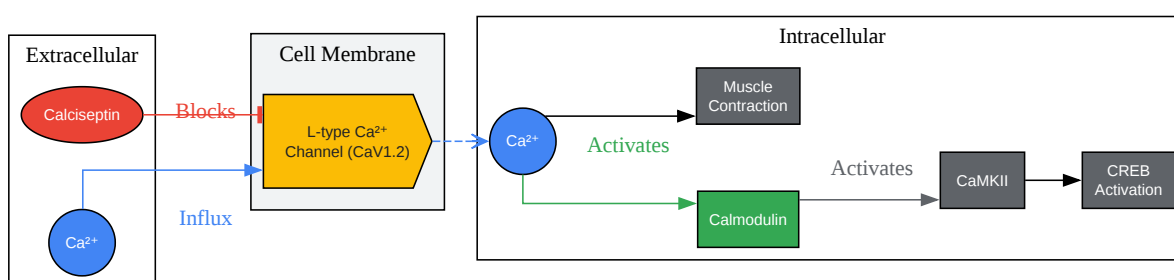 Extracellular
Calciseptin
Ca²⁺
Blocks
Influx
Cell Membrane
L-type Ca²⁺
Channel (CaV1.2)
Intracellular
Ca²⁺
Muscle
Contraction
Activates
Calmodulin
Activates
CaMKII
CREB
Activation